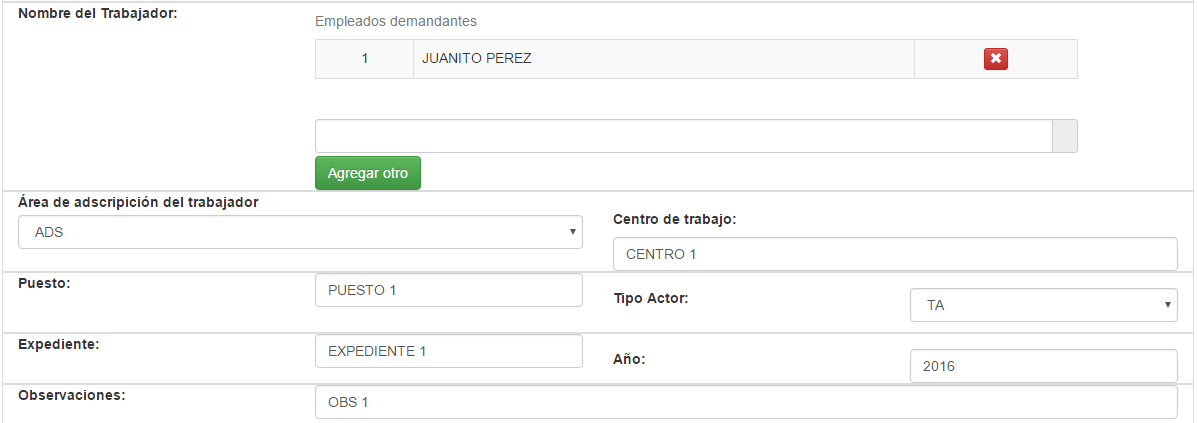 Nombre del Trabajador:
Empleados demandantes
1 JUANITO PEREZ
Agregar otro
Área de adscripición del trabajador
ADS
Centro de trabajo:
CENTRO 1
Puesto:
PUESTO 1
Tipo Actor:
TA
Expediente:
EXPEDIENTE 1
Año:
2016
Observaciones:
OBS 1